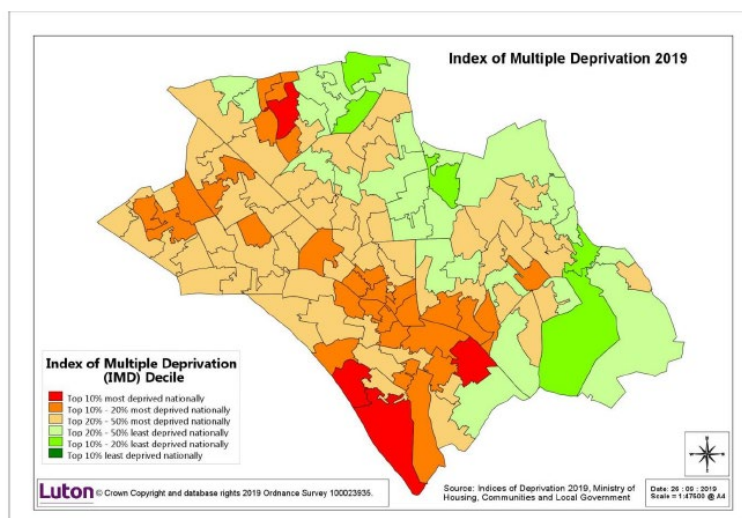 Index of Multiple Deprivation 2019
Index of Multiple Deprivation
(IMD) Decile
Top 10% most deprived nationally
Top 10% - 20% most deprived nationally
Top 20% - 50% most deprived nationally
Top 20% - 50% least deprived nationally
Top 10% - 20% least deprived nationally
Top 10% least deprived nationally
Luton © Crown Copyright and database rights 2019 Ordnance Survey 100023935.
Source: Indices of Deprivation 2019, Ministry of
Housing, Communities and Local Government
Date: 26 : 09 : 2019
Scale = 1:47500 @ A4